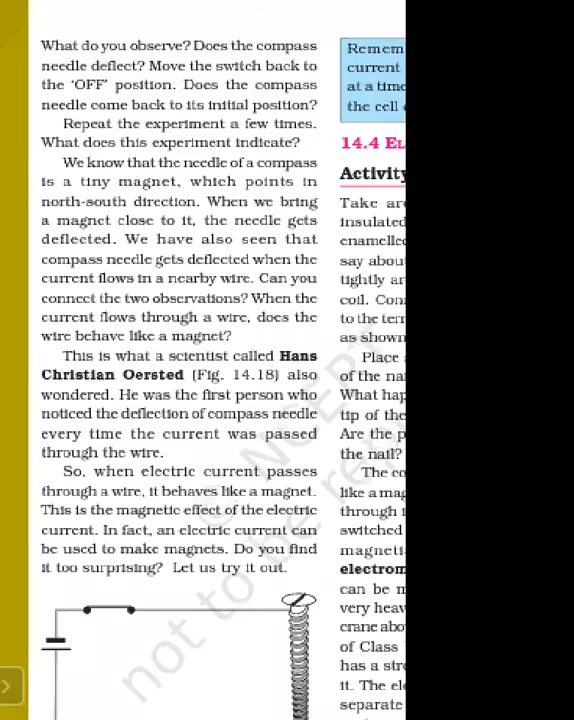 What do you observe? Does the compass
needle deflect? Move the switch back to
the ‘OFF’ position. Does the compass
needle come back to its initial position?
Repeat the experiment a few times.
What does this experiment indicate?
We know that the needle of a compass
is a tiny magnet, which points in
north-south direction. When we bring
a magnet close to it, the needle gets
deflected. We have also seen that
compass needle gets deflected when the
current flows in a nearby wire. Can you
connect the two observations? When the
current flows through a wire, does the
wire behave like a magnet?
This is what a scientist called Hans
Christian Oersted (Fig. 14.18) also
wondered. He was the first person who
noticed the deflection of compass needle
every time the current was passed
through the wire.
So, when electric current passes
through a wire, it behaves like a magnet.
This is the magnetic effect of the electric
current. In fact, an electric current can
be used to make magnets. Do you find
it too surprising? Let us try it out.
Remem
current
at a time
the cell
14.4 EL
Activity
Take
insulated
enamelled
say about
tightly ar
coil. Con
to the ter
as shown
Place
of the nai
What hap
tip of the
Are the p
the nail?
The co
like a mag
through
switched
magneti
electrom
can be m
very heav
crane abo
of Class
has a str
it. The ele
separate
© NCERT
not to be rep